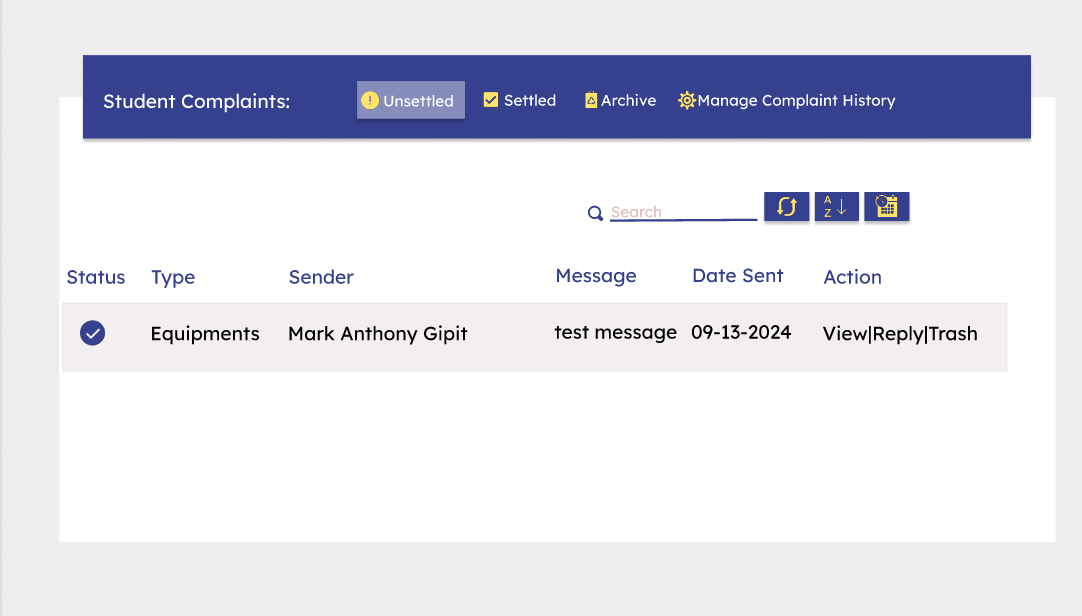 Student Complaints: Unsettled Settled Archive Manage Complaint History
Search A Z
Status Type Sender Message Date Sent Action
Equipments Mark Anthony Gipit test message 09-13-2024 View|Reply|Trash